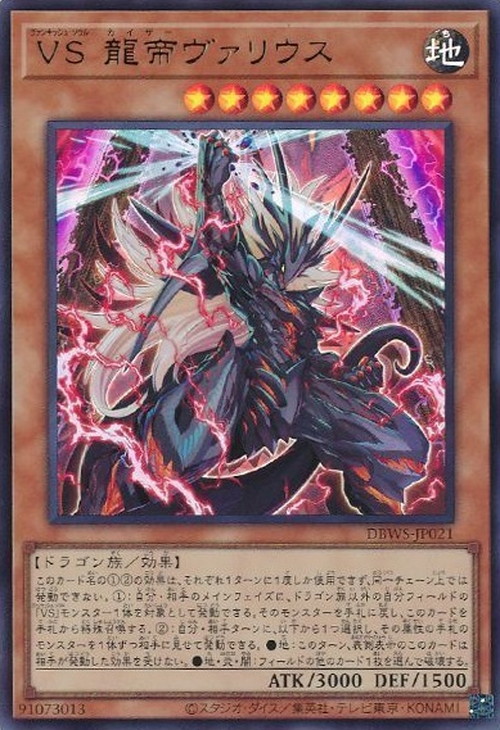 ヴァンキッシュ ソウル カイザー
VS 龍帝ヴァリウス
ち
地
DBWS-JP021
【ドラゴン族/効果】
このカード名の①②の効果は、それぞれ1ターンに1度しか使用できず、同一チェーン上では
発動できない。①:自分・相手のメインフェイズに、ドラゴン族以外の自分フィールドの
「VS」モンスター1体を対象として発動できる。そのモンスターを手札に戻し、このカードを
手札から特殊召喚する。②:自分・相手ターンに、以下から1つ選択し、その属性の手札の
モンスターを1体ずつ相手に見せて発動できる。●地:このターン、表側表示のこのカードは
相手が発動した効果を受けない。●地・炎・闇:フィールドの他のカード1枚を選んで破壊する。
ATK/3000 DEF/1500
91073013
©スタジオ・ダイス/集英社・テレビ東京・KONAMI